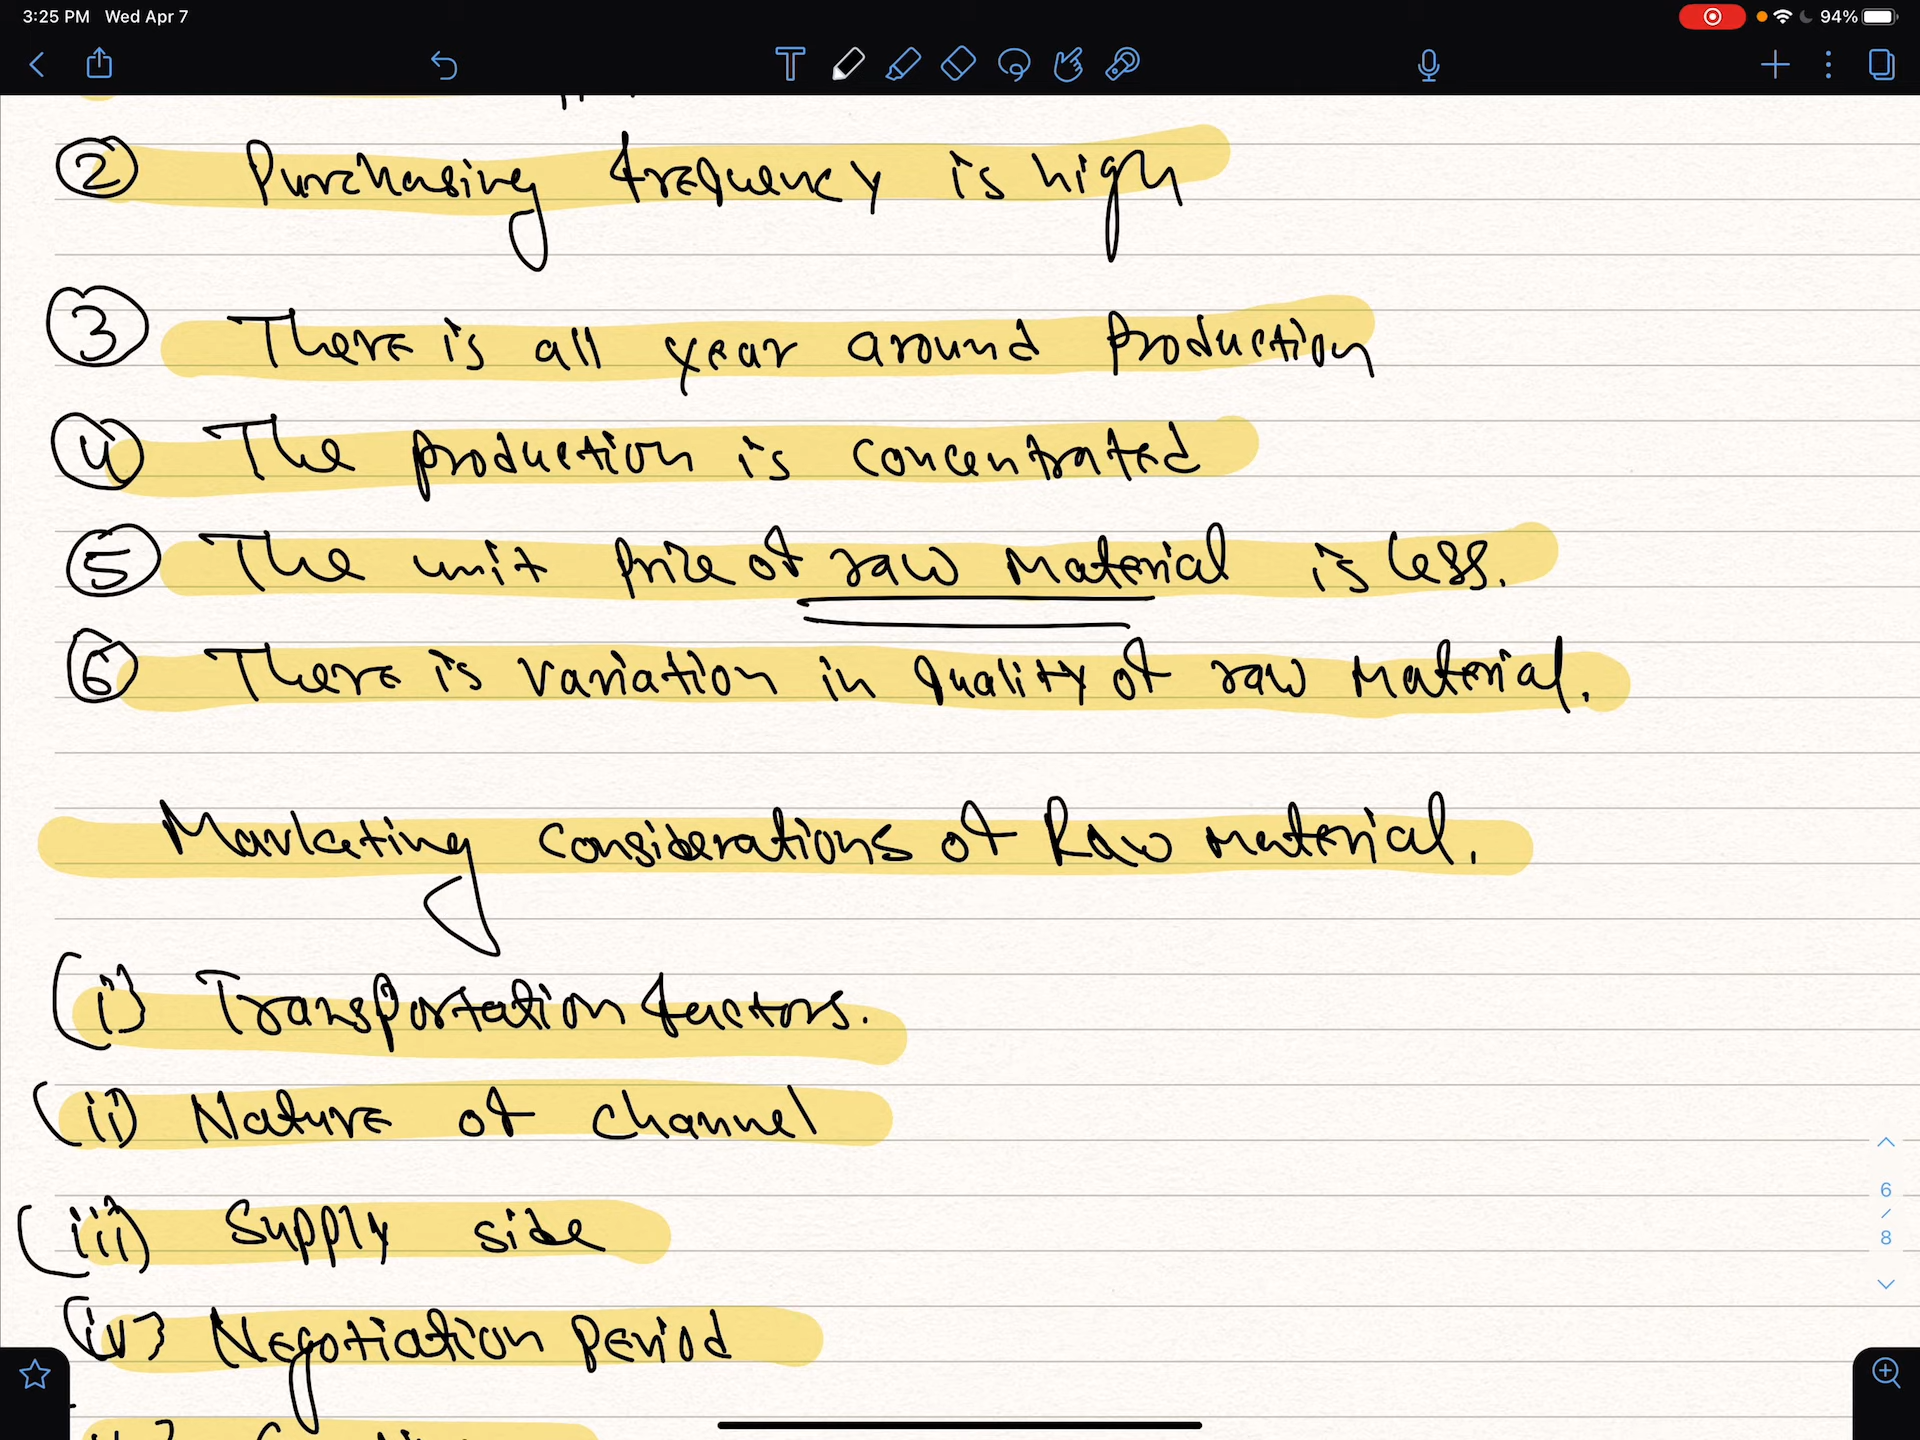 3:25 PM Wed Apr 7
94%
2 Purchasing frequency is high
3 There is all year around production
4 The production is concentrated
5 The unit price of raw material is less.
6 There is variation in quality of raw material.
Marketing considerations of Raw material.
(i) Transportation factors.
(ii) Nature of channel
(iii) Supply side
(iv) Negotiation period
6
/
8